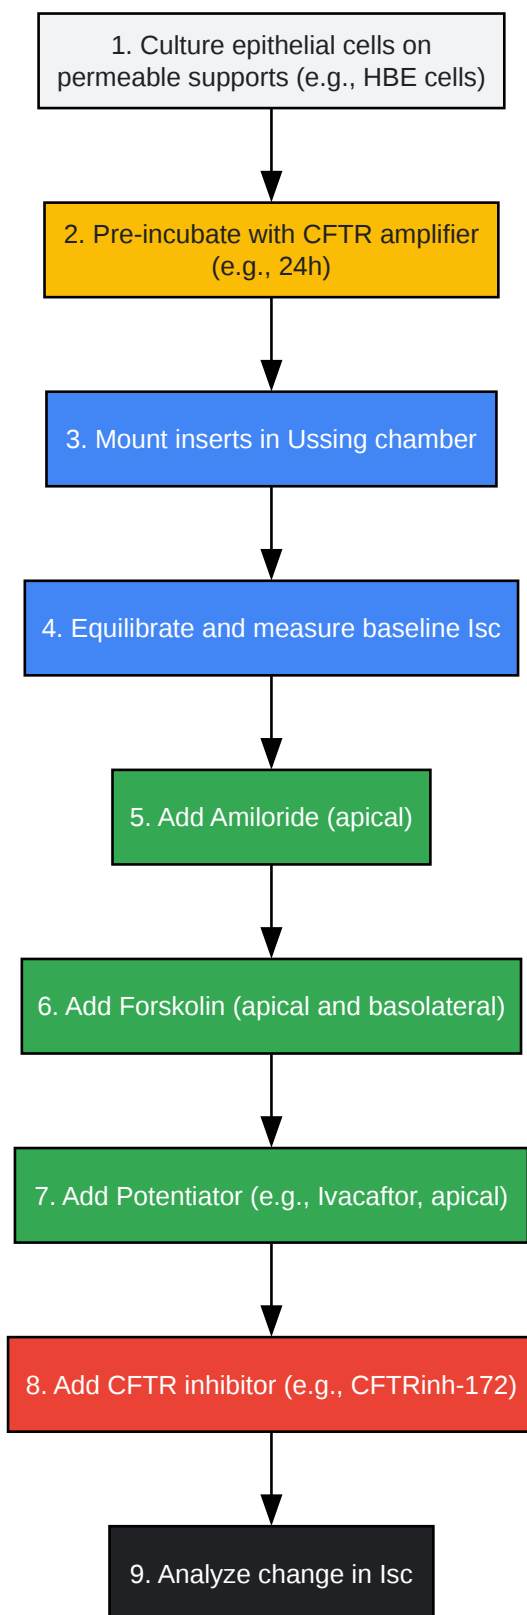 1. Culture epithelial cells on
permeable supports (e.g., HBE cells)
2. Pre-incubate with CFTR amplifier
(e.g., 24h)
3. Mount inserts in Ussing chamber
4. Equilibrate and measure baseline Isc
5. Add Amiloride (apical)
6. Add Forskolin (apical and basolateral)
7. Add Potentiator (e.g., Ivacaftor, apical)
8. Add CFTR inhibitor (e.g., CFTRinh-172)
9. Analyze change in Isc